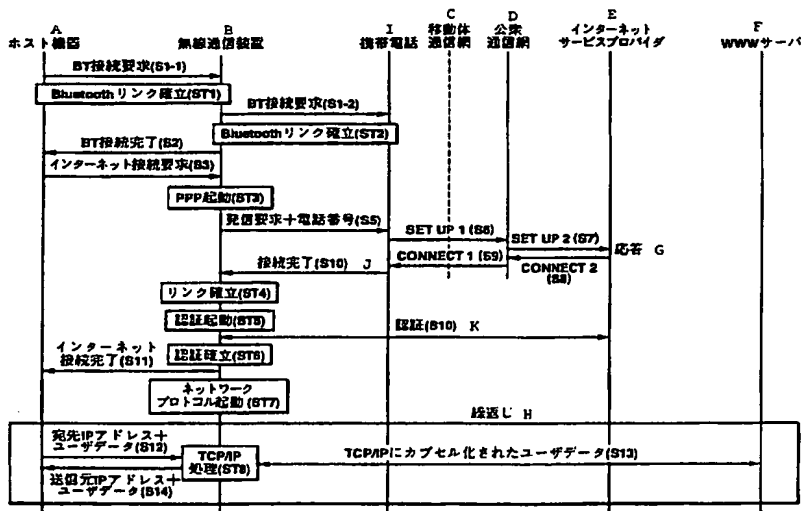 A
ホスト機器
B
無線通信装置
I
携帯電話
C
移動体
通信網
D
公衆
通信網
E
インターネット
サービスプロバイダ
F
WWWサーバ
BT接続要求(S1-1)
Bluetoothリンク確立(ST1)
BT接続要求(S1-2)
Bluetoothリンク確立(ST2)
BT接続完了(S2)
インターネット接続要求(S3)
PPP起動(ST3)
発信要求+電話番号(S5)
SET UP 1 (S6)
SET UP 2 (S7)
応答 G
CONNECT 1 (S9)
CONNECT 2
(S8)
接続完了(S10) J
リンク確立(ST4)
認証起動(ST5)
認証(S10) K
インターネット
接続完了(S11)
認証確立(ST6)
ネットワーク
プロトコル起動(ST7)
繰返し H
宛先IPアドレス+
ユーザデータ(S12)
TCP/IP
処理(ST8)
TCP/IPにカプセル化されたユーザデータ(S13)
送信元IPアドレス+
ユーザデータ(S14)